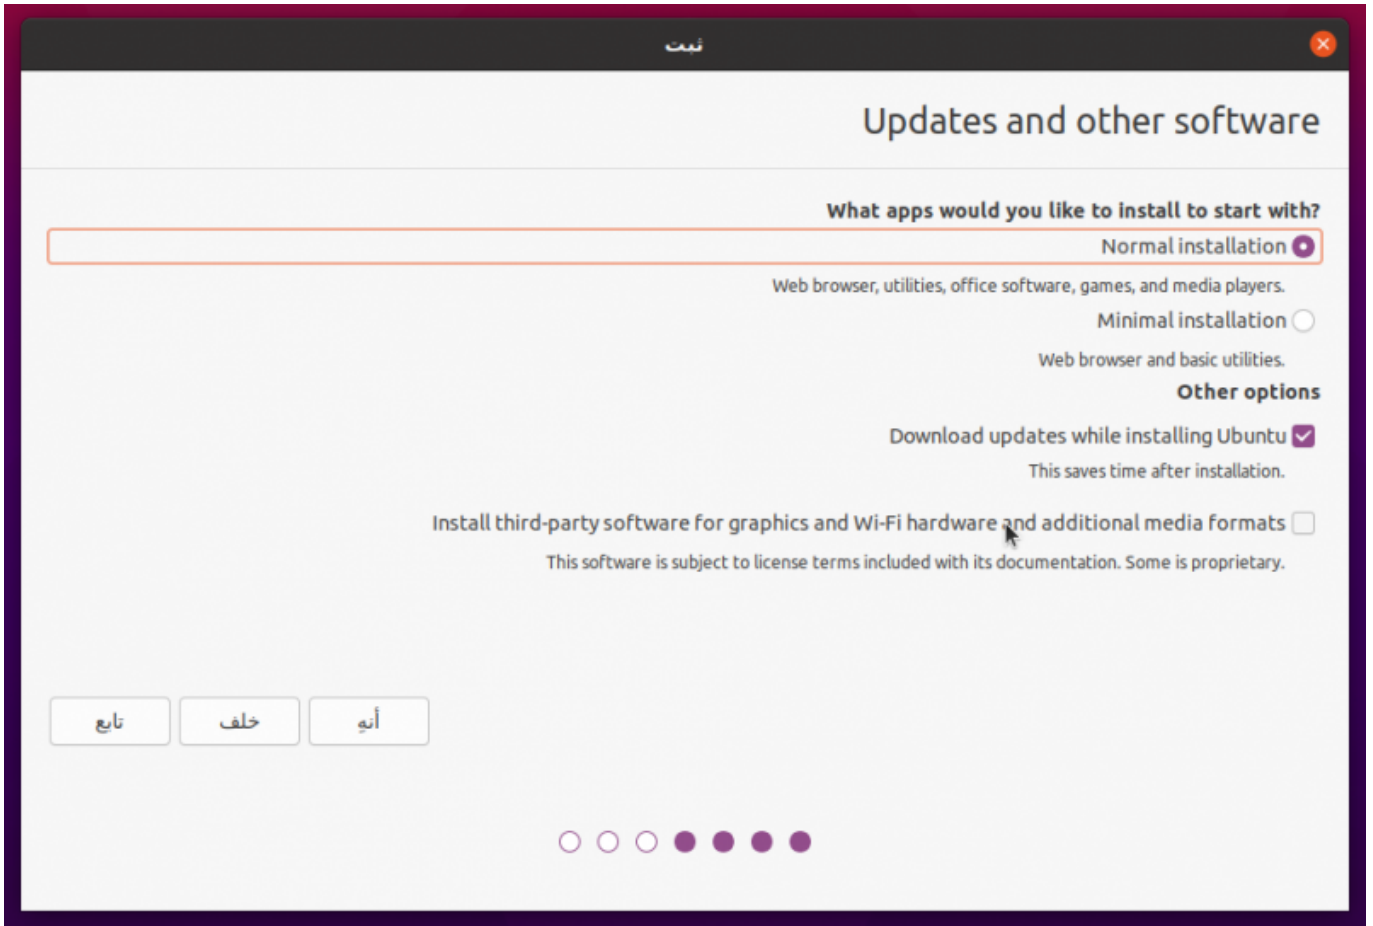 ثبت
Updates and other software
What apps would you like to install to start with?
Normal installation
Web browser, utilities, office software, games, and media players.
Minimal installation
Web browser and basic utilities.
Other options
Download updates while installing Ubuntu
This saves time after installation.
Install third-party software for graphics and Wi-Fi hardware and additional media formats
This software is subject to license terms included with its documentation. Some is proprietary.
أنهِ خلف تابع